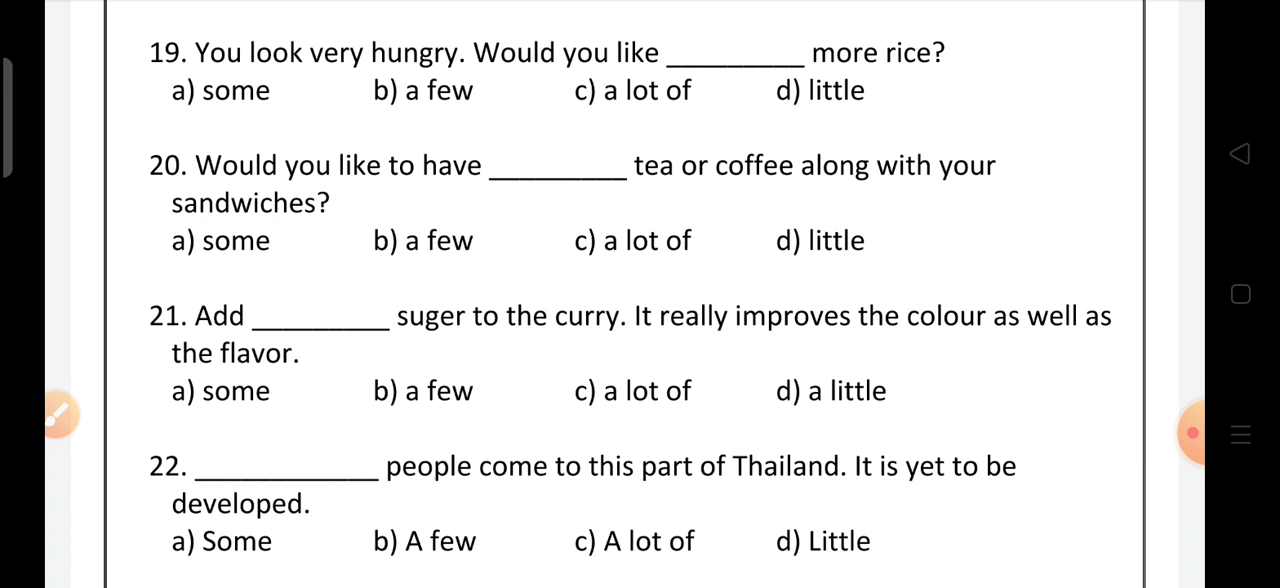 19. You look very hungry. Would you like _________ more rice?
a) some b) a few c) a lot of d) little
20. Would you like to have _________ tea or coffee along with your
sandwiches?
a) some b) a few c) a lot of d) little
21. Add _________ suger to the curry. It really improves the colour as well as
the flavor.
a) some b) a few c) a lot of d) a little
22. ____________ people come to this part of Thailand. It is yet to be
developed.
a) Some b) A few c) A lot of d) Little